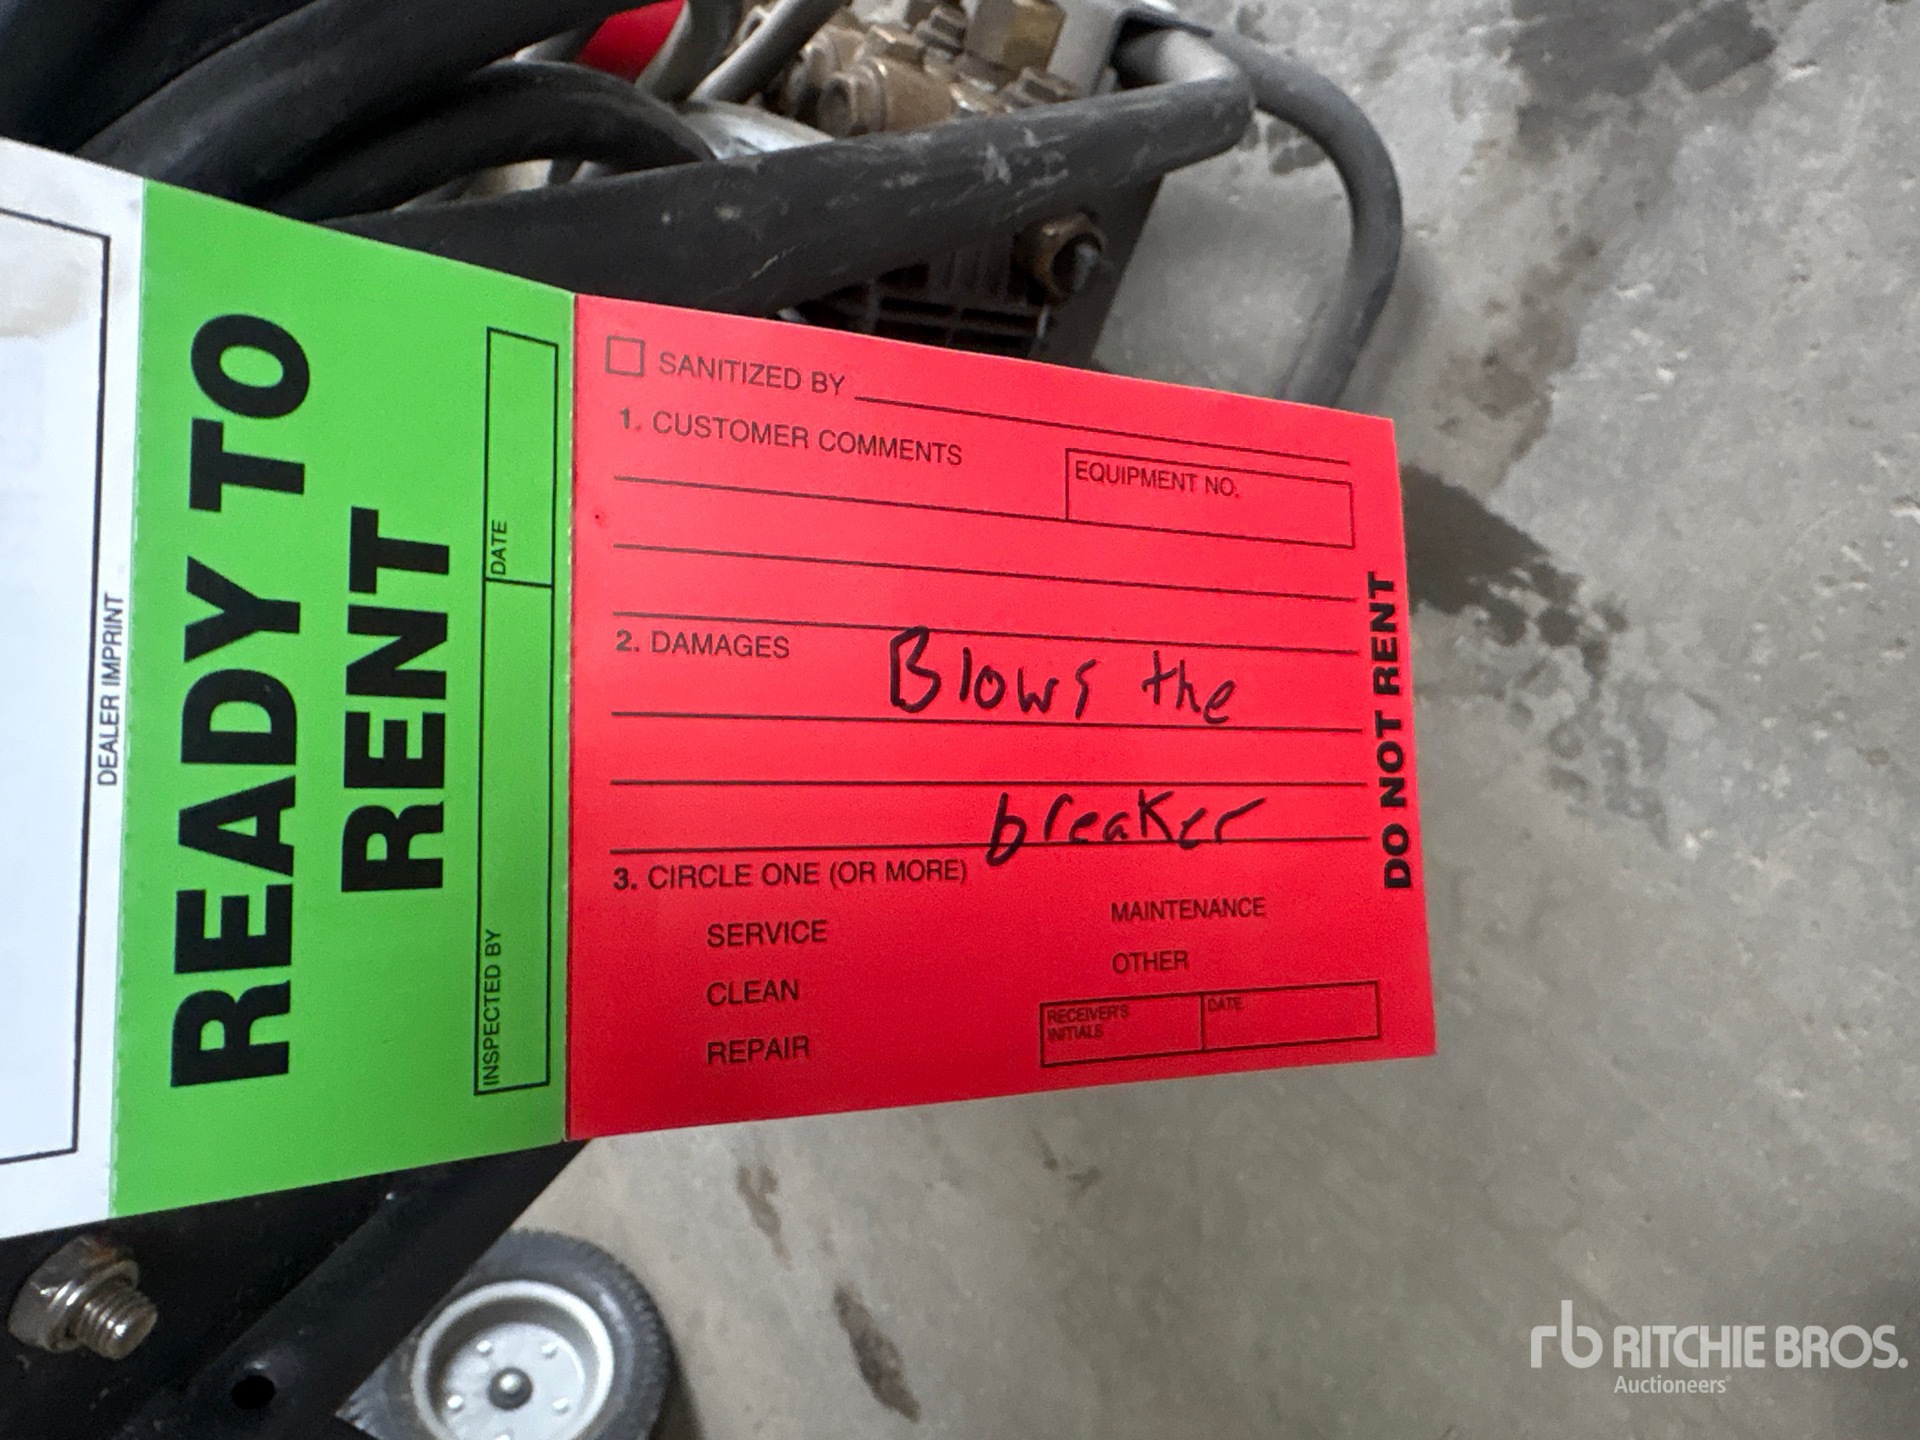 DEALER IMPRINT
READY TO
RENT
INSPECTED BY
DATE
SANITIZED BY
1. CUSTOMER COMMENTS
EQUIPMENT NO.
2. DAMAGES
Blows the
breaker
3. CIRCLE ONE (OR MORE)
SERVICE
MAINTENANCE
CLEAN
OTHER
REPAIR
RECEIVER'S
INITIALS
DATE
DO NOT RENT
rb RITCHIE BROS.
Auctioneers